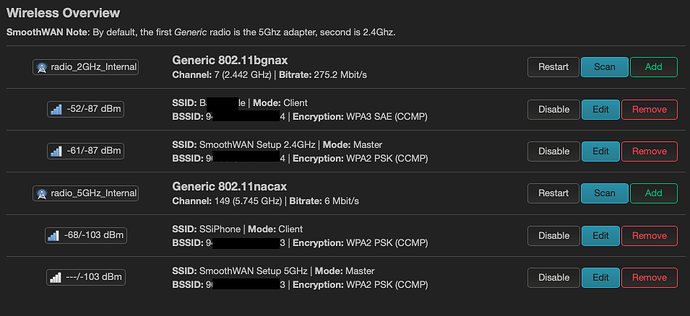 Wireless Overview
SmoothWAN Note: By default, the first Generic radio is the 5Ghz adapter, second is 2.4Ghz.
radio_2GHz_Internal
Generic 802.11bgnax
Channel: 7 (2.442 GHz) | Bitrate: 275.2 Mbit/s
Restart Scan Add
-52/-87 dBm
SSID: B le | Mode: Client
BSSID: 9 4 | Encryption: WPA3 SAE (CCMP)
Disable Edit Remove
-61/-87 dBm
SSID: SmoothWAN Setup 2.4GHz | Mode: Master
BSSID: 9 4 | Encryption: WPA2 PSK (CCMP)
Disable Edit Remove
radio_5GHz_Internal
Generic 802.11nacax
Channel: 149 (5.745 GHz) | Bitrate: 6 Mbit/s
Restart Scan Add
-68/-103 dBm
SSID: SSiPhone | Mode: Client
BSSID: 9 3 | Encryption: WPA2 PSK (CCMP)
Disable Edit Remove
---/-103 dBm
SSID: SmoothWAN Setup 5GHz | Mode: Master
BSSID: 9 3 | Encryption: WPA2 PSK (CCMP)
Disable Edit Remove